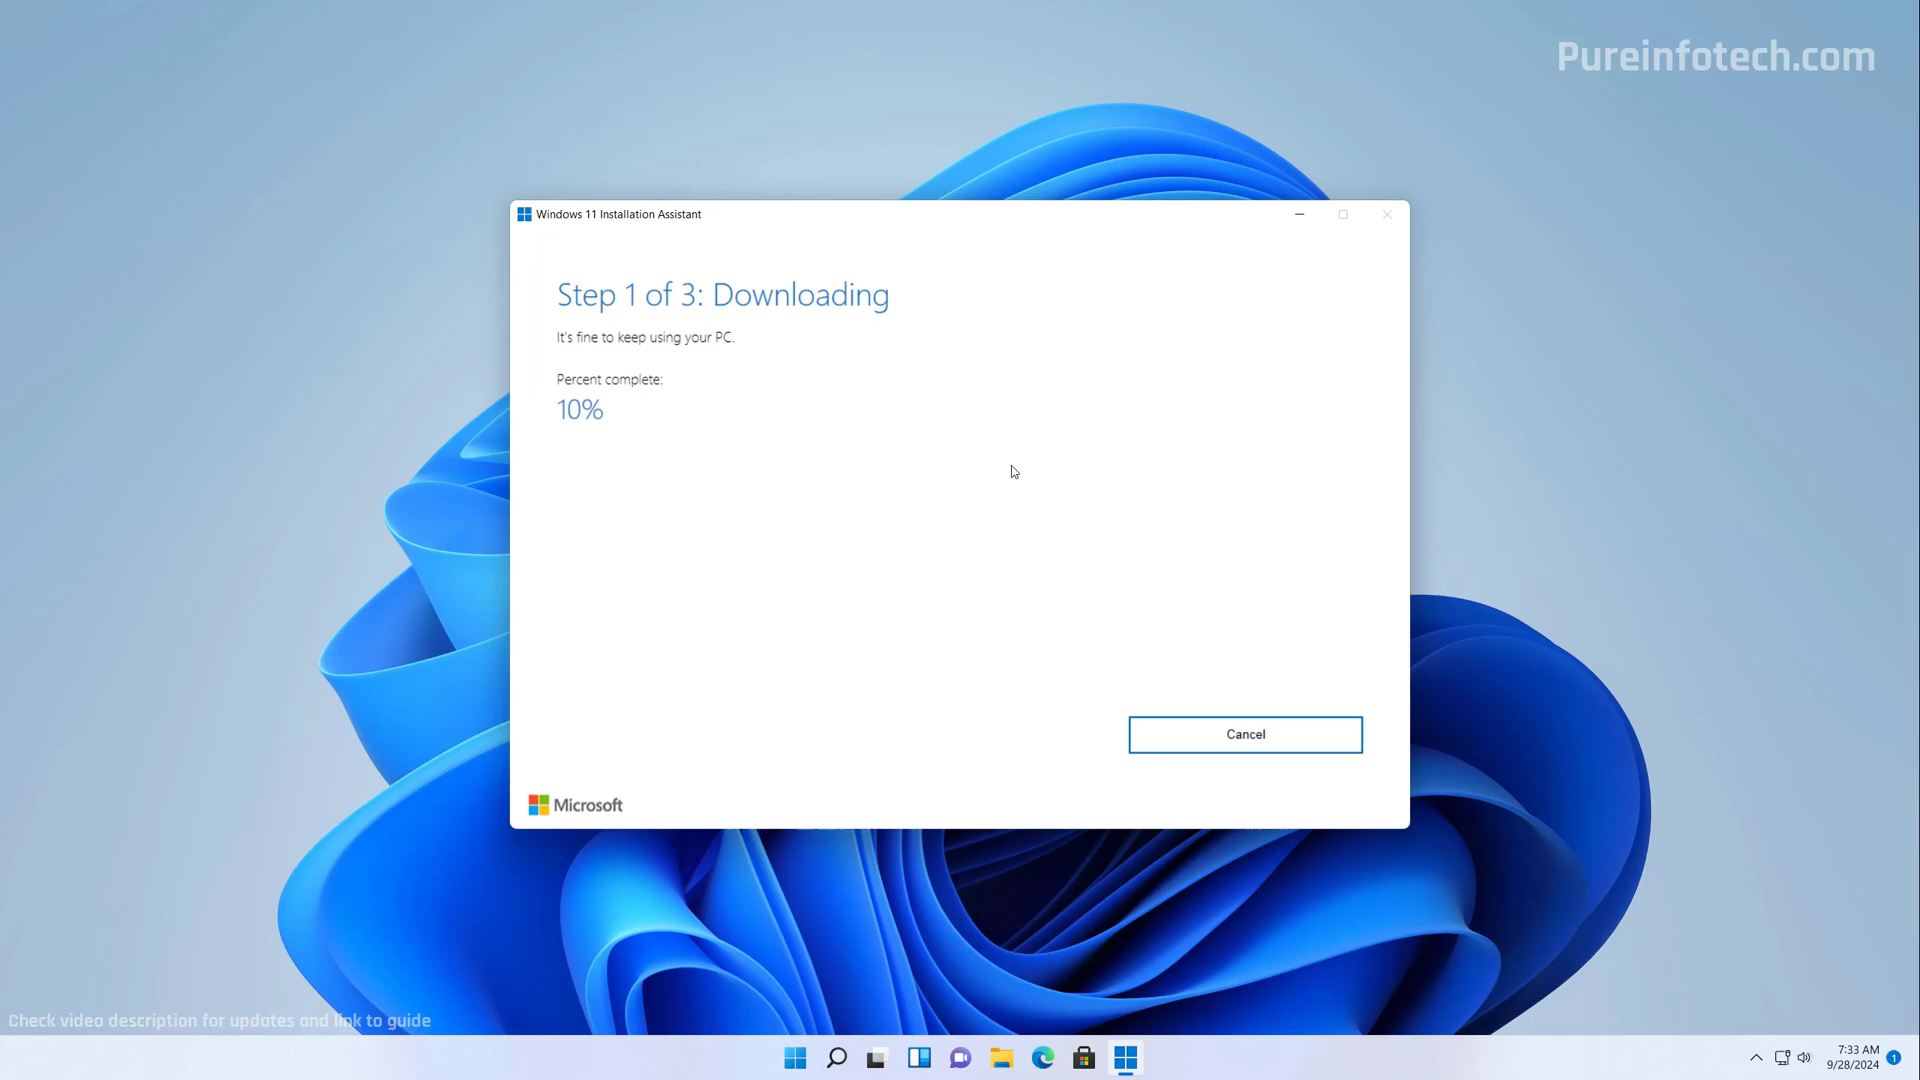 Pureinfotech.com
Windows 11 Installation Assistant
Step 1 of 3: Downloading
It's fine to keep using your PC.
Percent complete:
10%
Cancel
Microsoft
Check video description for updates and link to guide
7:33 AM
9/28/2024
1